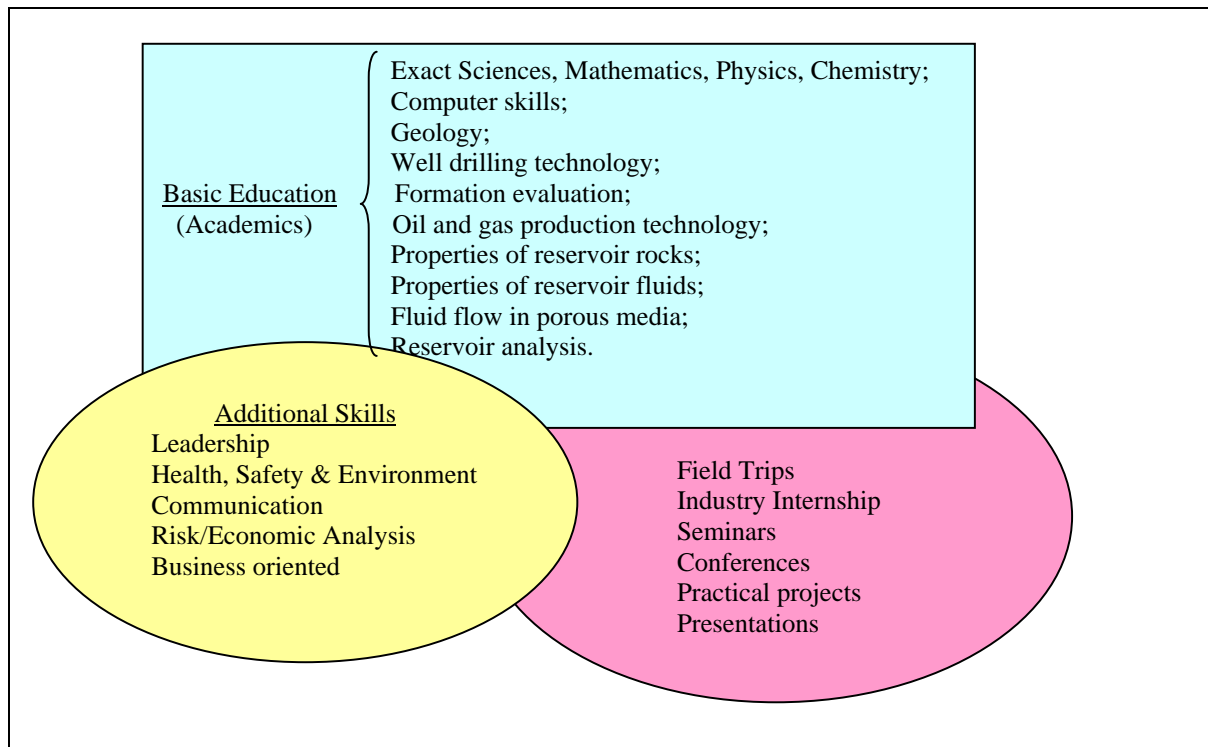 Exact Sciences, Mathematics, Physics, Chemistry;
Computer skills;
Geology;
Well drilling technology;
Basic Education
(Academics)
Formation evaluation;
Oil and gas production technology;
Properties of reservoir rocks;
Properties of reservoir fluids;
Fluid flow in porous media;
Reservoir analysis.
Additional Skills
Leadership
Health, Safety & Environment
Communication
Risk/Economic Analysis
Business oriented
Field Trips
Industry Internship
Seminars
Conferences
Practical projects
Presentations